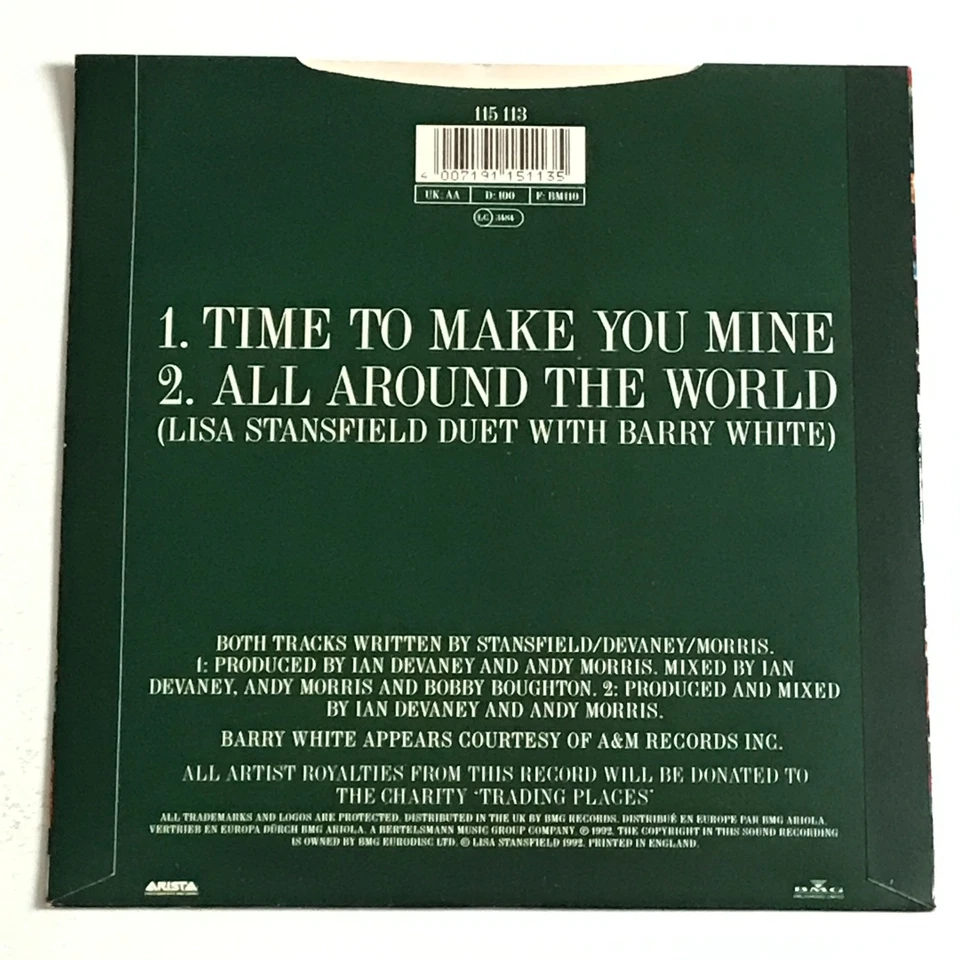 115 113
4 007191 151135
UK: AA D: 100 F: BM110
LC 3484
1. TIME TO MAKE YOU MINE
2. ALL AROUND THE WORLD
(LISA STANSFIELD DUET WITH BARRY WHITE)
BOTH TRACKS WRITTEN BY STANSFIELD/DEVANEY/MORRIS.
1: PRODUCED BY IAN DEVANEY AND ANDY MORRIS. MIXED BY IAN
DEVANEY, ANDY MORRIS AND BOBBY BOUGHTON. 2: PRODUCED AND MIXED
BY IAN DEVANEY AND ANDY MORRIS.
BARRY WHITE APPEARS COURTESY OF A&M RECORDS INC.
ALL ARTIST ROYALTIES FROM THIS RECORD WILL BE DONATED TO
THE CHARITY 'TRADING PLACES'
ALL TRADEMARKS AND LOGOS ARE PROTECTED. DISTRIBUTED IN THE UK BY BMG RECORDS. DISTRIBUÉ EN EUROPE PAR BMG ARIOLA.
VERTRIEB EN EUROPA DÜRCH BMG ARIOLA. A BERTELSMANN MUSIC GROUP COMPANY. ℗ 1992. THE COPYRIGHT IN THIS SOUND RECORDING
IS OWNED BY BMG EURODISC LTD. © LISA STANSFIELD 1992. PRINTED IN ENGLAND.
ARISTA BMG